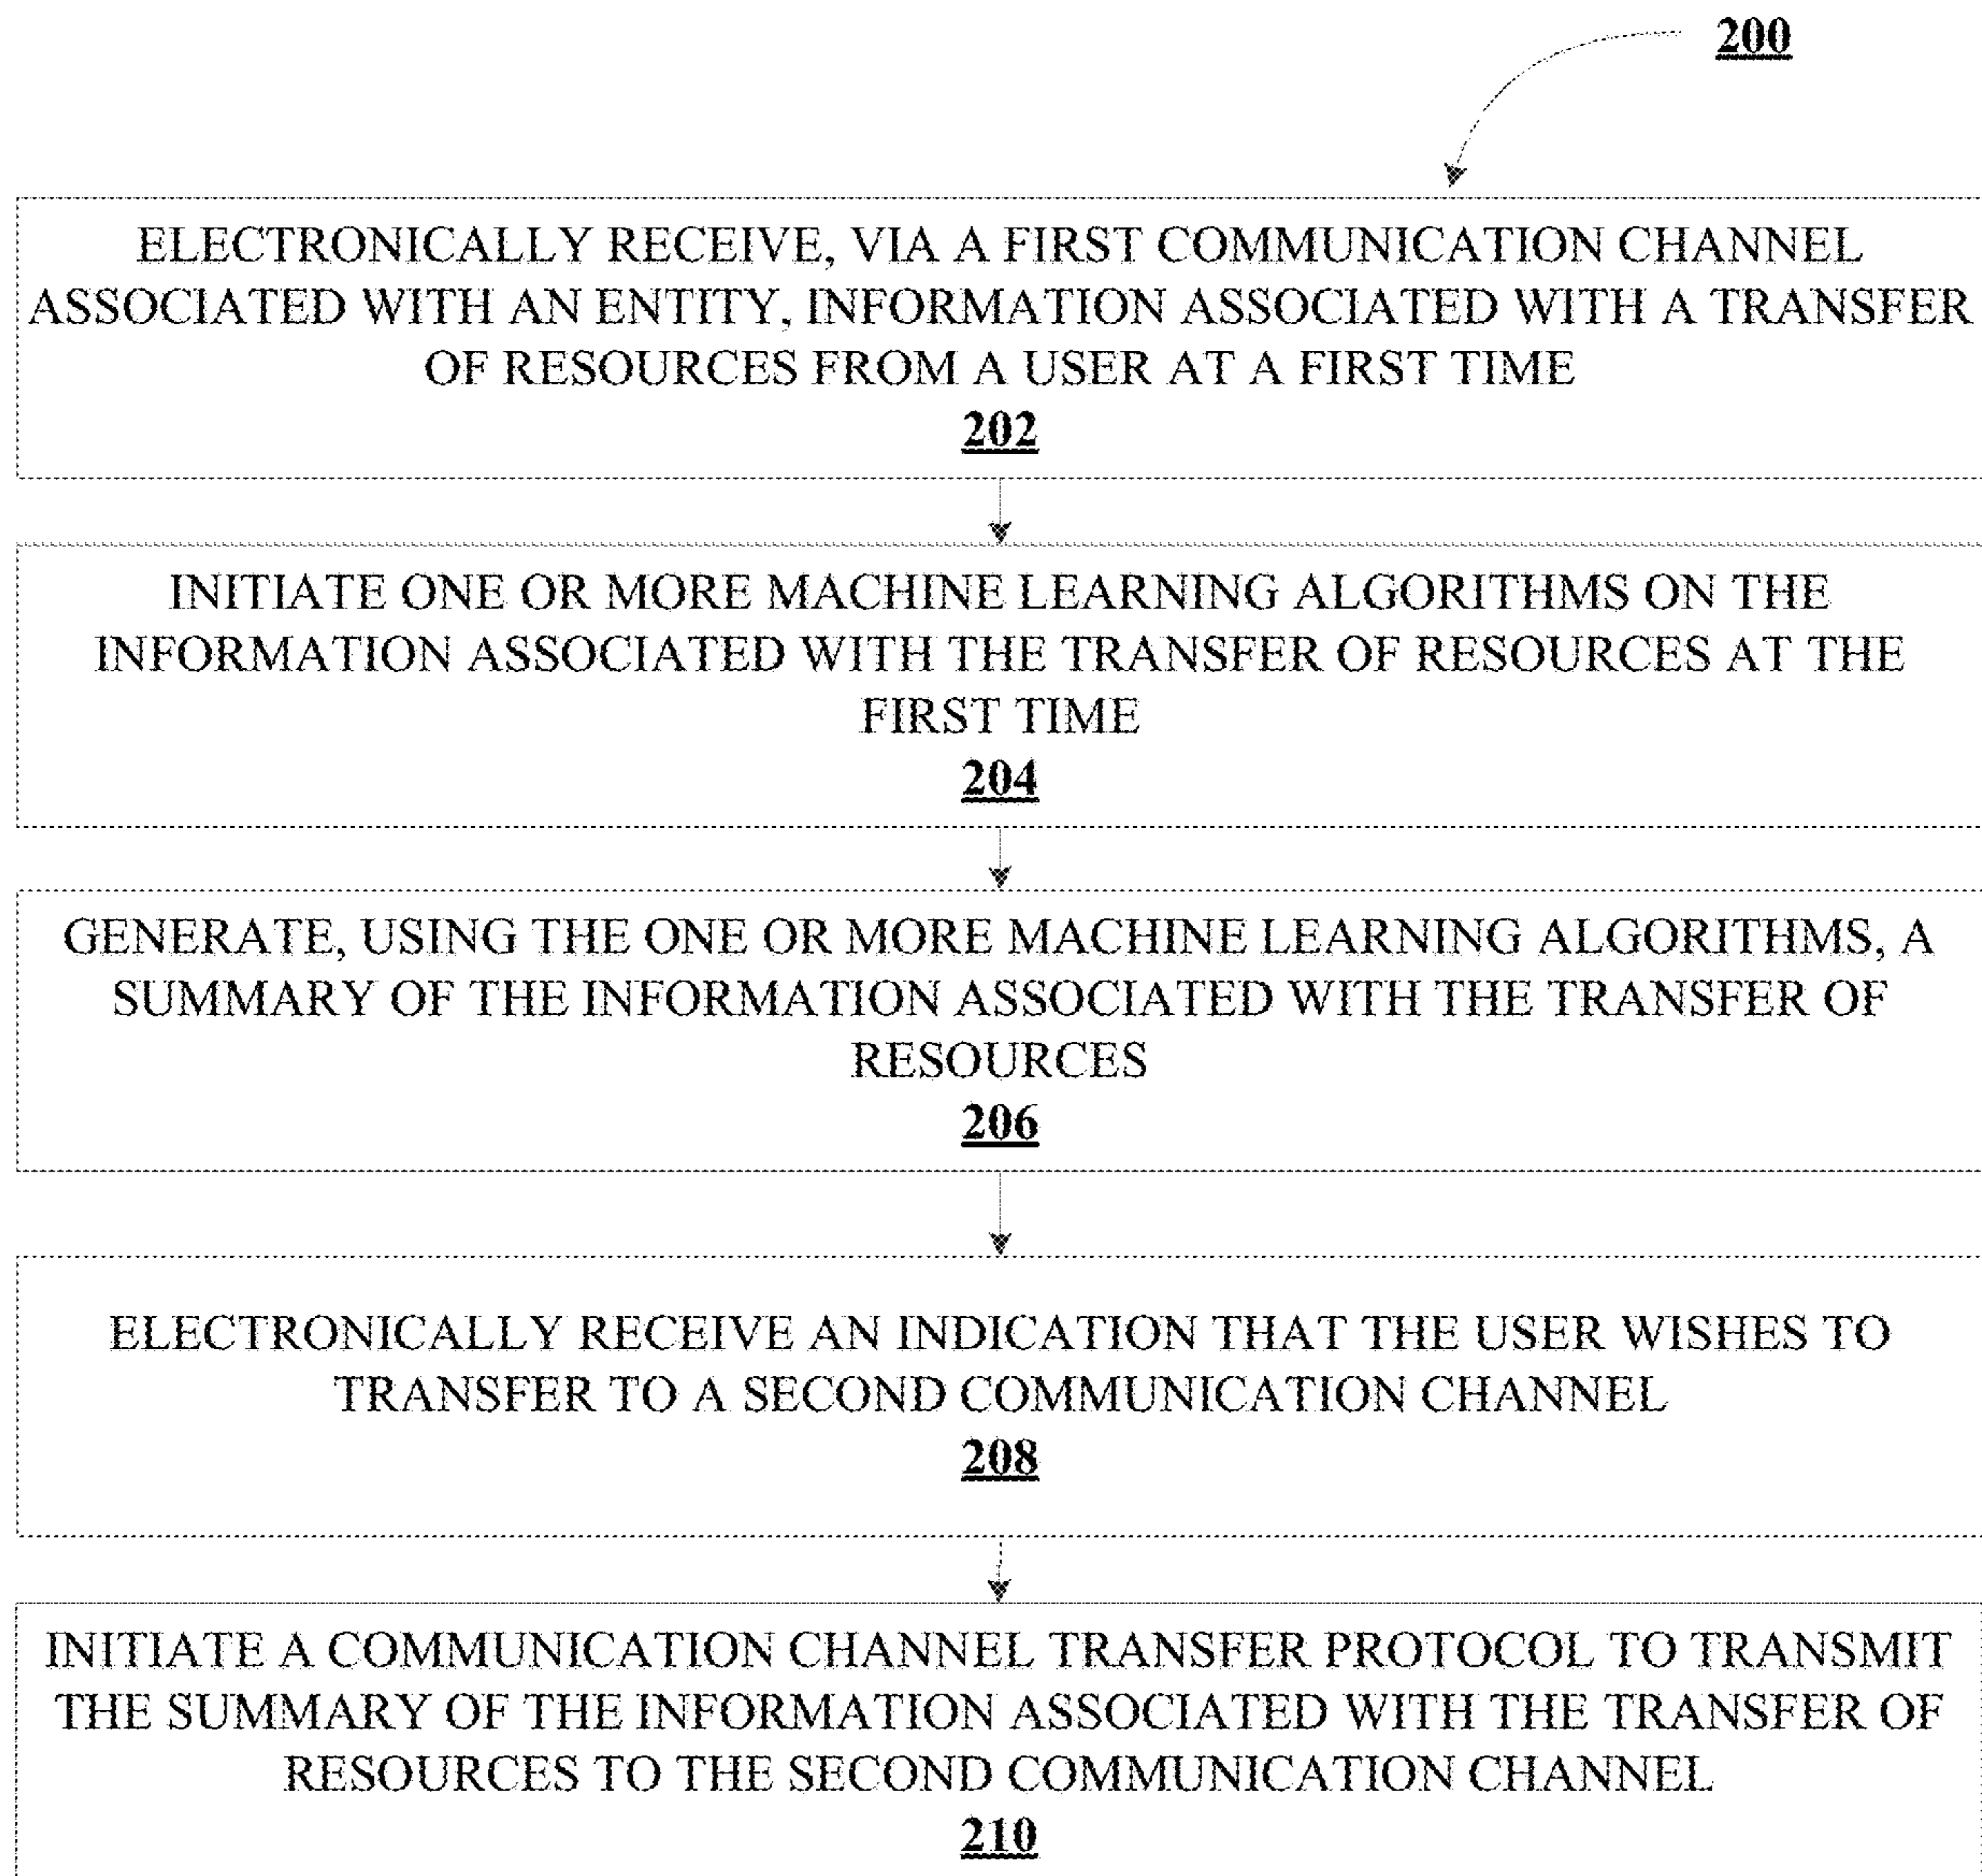 200
ELECTRONICALLY RECEIVE, VIA A FIRST COMMUNICATION CHANNEL
ASSOCIATED WITH AN ENTITY, INFORMATION ASSOCIATED WITH A TRANSFER
OF RESOURCES FROM A USER AT A FIRST TIME
202
INITIATE ONE OR MORE MACHINE LEARNING ALGORITHMS ON THE
INFORMATION ASSOCIATED WITH THE TRANSFER OF RESOURCES AT THE
FIRST TIME
204
GENERATE, USING THE ONE OR MORE MACHINE LEARNING ALGORITHMS, A
SUMMARY OF THE INFORMATION ASSOCIATED WITH THE TRANSFER OF
RESOURCES
206
ELECTRONICALLY RECEIVE AN INDICATION THAT THE USER WISHES TO
TRANSFER TO A SECOND COMMUNICATION CHANNEL
208
INITIATE A COMMUNICATION CHANNEL TRANSFER PROTOCOL TO TRANSMIT
THE SUMMARY OF THE INFORMATION ASSOCIATED WITH THE TRANSFER OF
RESOURCES TO THE SECOND COMMUNICATION CHANNEL
210